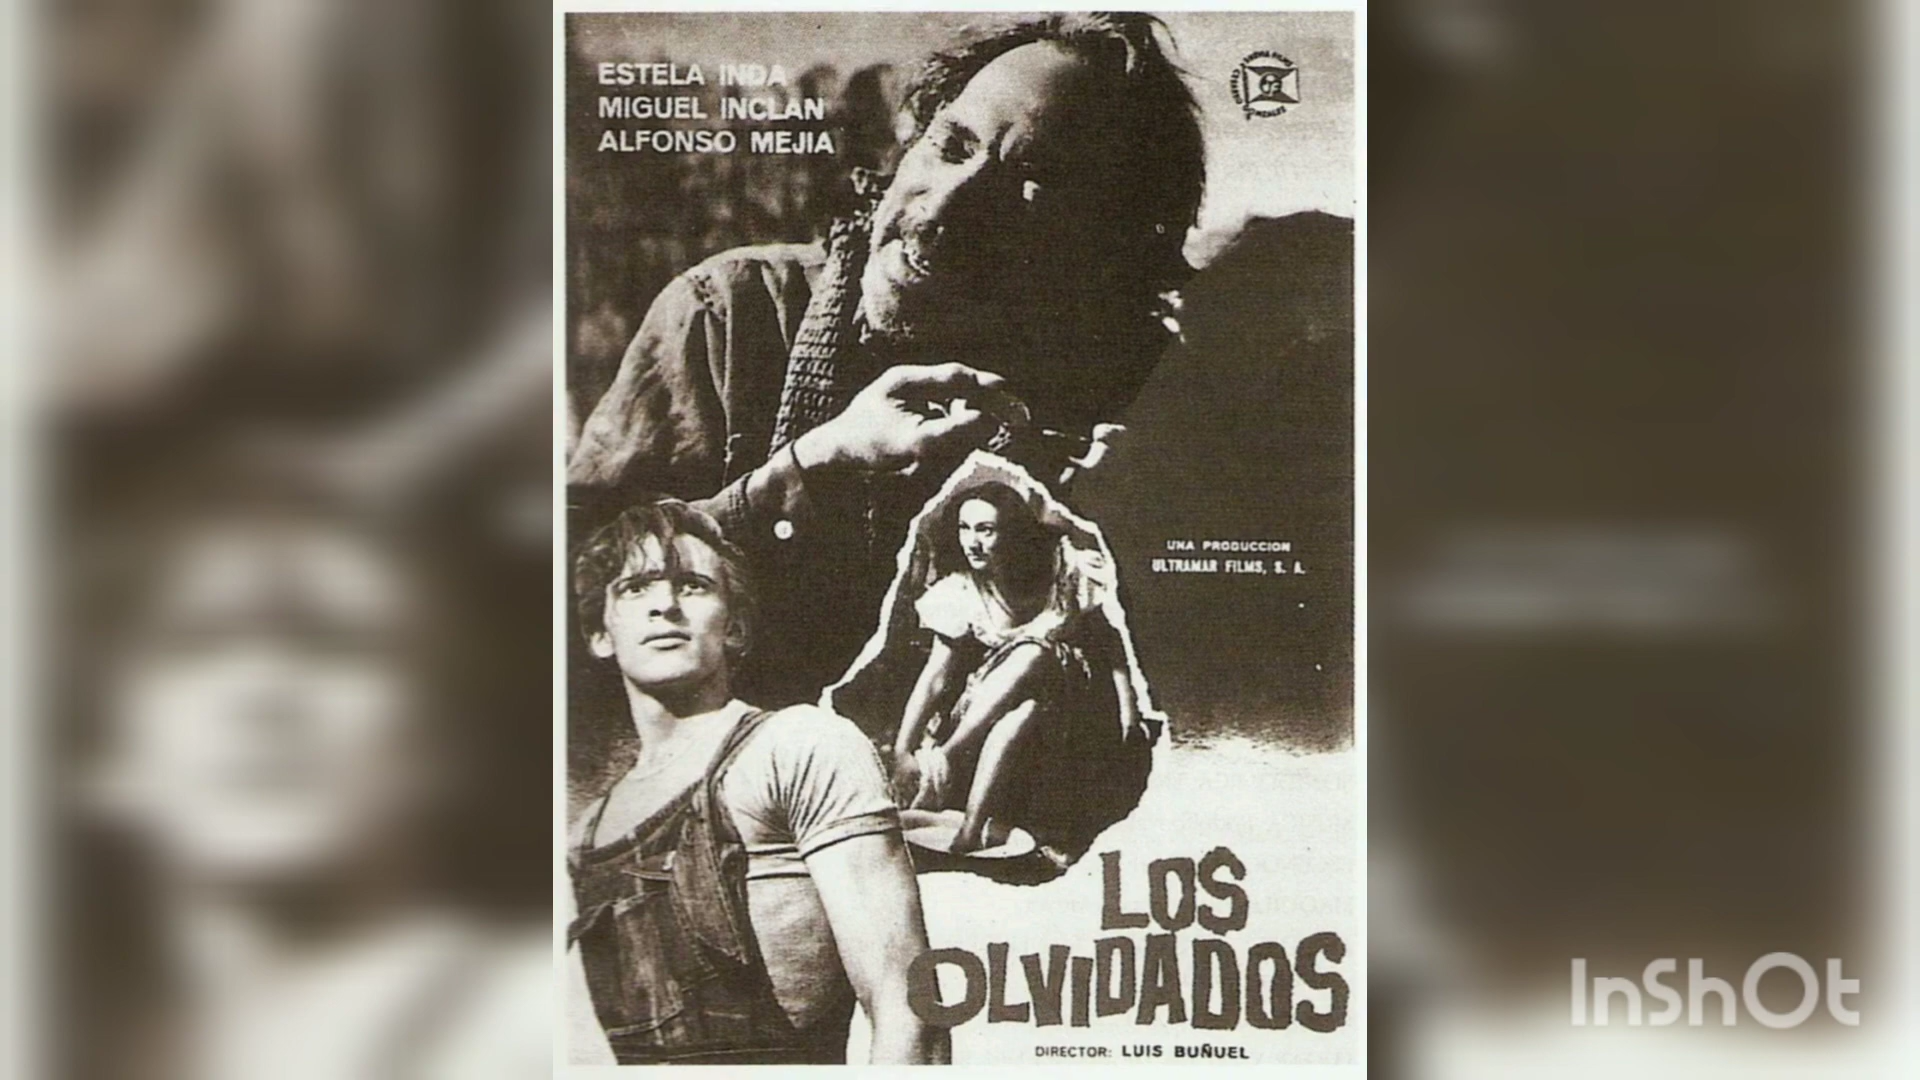 ESTELA INDA
MIGUEL INCLAN
ALFONSO MEJIA
UNA PRODUCCION
ULTRAMAR FILMS, S. A.
LOS
OLVIDADOS
DIRECTOR: LUIS BUÑUEL
InShOt